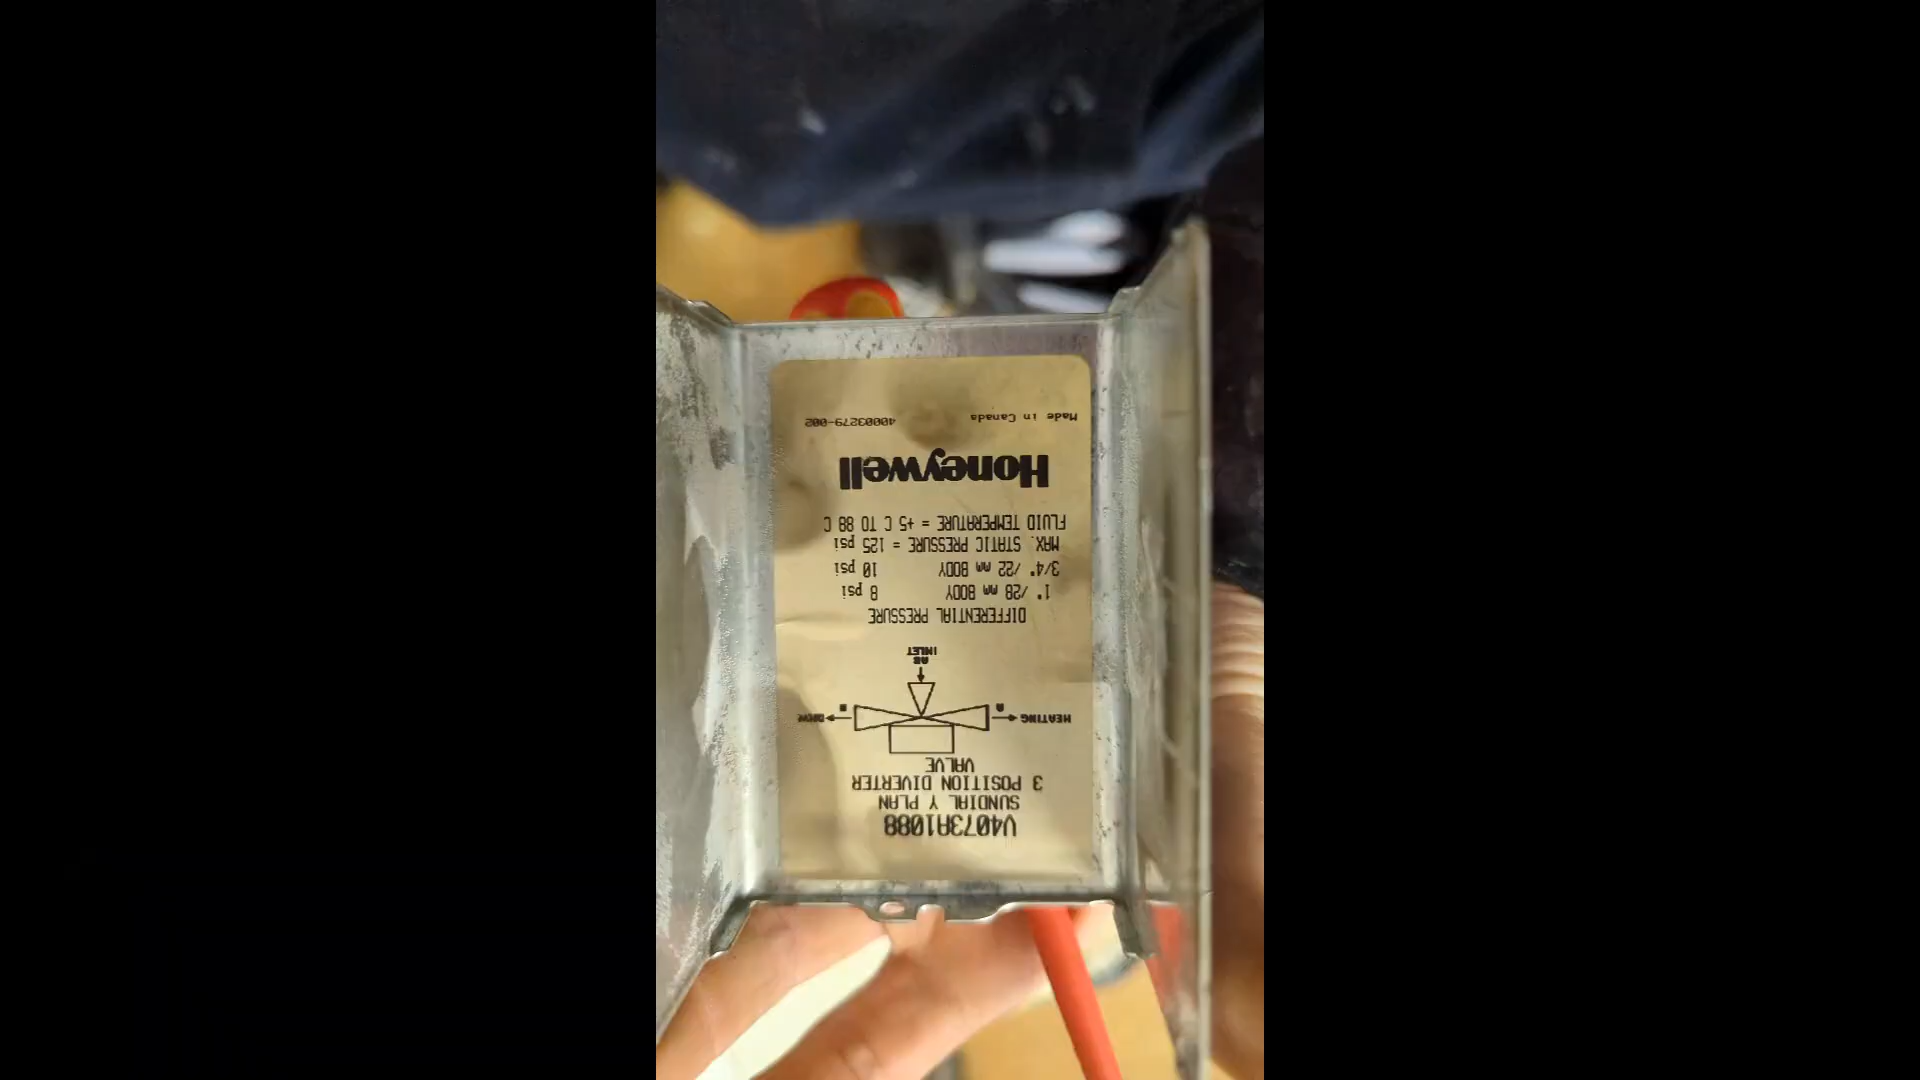 V4073A1088
SUNDIAL Y PLAN
3 POSITION DIVERTER
VALVE
HEATING A B DHW
AB
INLET
DIFFERENTIAL PRESSURE
1" /28 mm BODY 8 psi
3/4" /22 mm BODY 10 psi
MAX. STATIC PRESSURE = 125 psi
FLUID TEMPERATURE = +5 C TO 88 C
Honeywell
Made in Canada 40003279-002